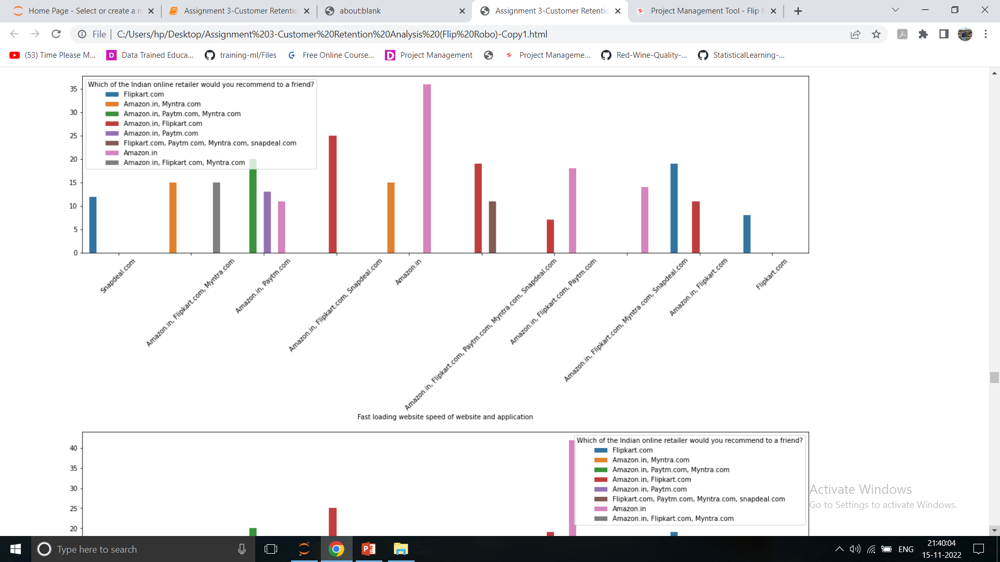 Home Page - Select or create a n
Assignment 3-Customer Retentio
about:blank
Assignment 3-Customer Retentio
Project Management Tool - Flip R
File
C:/Users/hp/Desktop/Assignment%203-Customer%20Retention%20Analysis%20(Flip%20Robo)-Copy1.html
(53) Time Please M...
Data Trained Educa...
training-ml/Files
Free Online Course...
Project Management
Project Manageme...
Red-Wine-Quality-...
StatisticalLearning-...
Which of the Indian online retailer would you recommend to a friend?
Flipkart.com
Amazon.in, Myntra.com
Amazon.in, Paytm.com, Myntra.com
Amazon.in, Flipkart.com
Amazon.in, Paytm.com
Flipkart.com, Paytm.com, Myntra.com, snapdeal.com
Amazon.in
Amazon.in, Flipkart.com, Myntra.com
35
30
25
20
15
10
5
0
Snapdeal.com
Amazon.in, Flipkart.com, Myntra.com
Amazon.in, Paytm.com
Amazon.in, Flipkart.com, Snapdeal.com
Amazon.in
Amazon.in, Flipkart.com, Paytm.com, Myntra.com, Snapdeal.com
Amazon.in, Flipkart.com, Paytm.com
Amazon.in, Flipkart.com, Myntra.com, Snapdeal.com
Amazon.in, Flipkart.com
Flipkart.com
Fast loading website speed of website and application
Which of the Indian online retailer would you recommend to a friend?
Flipkart.com
Amazon.in, Myntra.com
Amazon.in, Paytm.com, Myntra.com
Amazon.in, Flipkart.com
Amazon.in, Paytm.com
Flipkart.com, Paytm.com, Myntra.com, snapdeal.com
Amazon.in
Amazon.in, Flipkart.com, Myntra.com
40
35
30
25
20
Activate Windows
Go to Settings to activate Windows.
Type here to search
ENG
21:40:04
15-11-2022